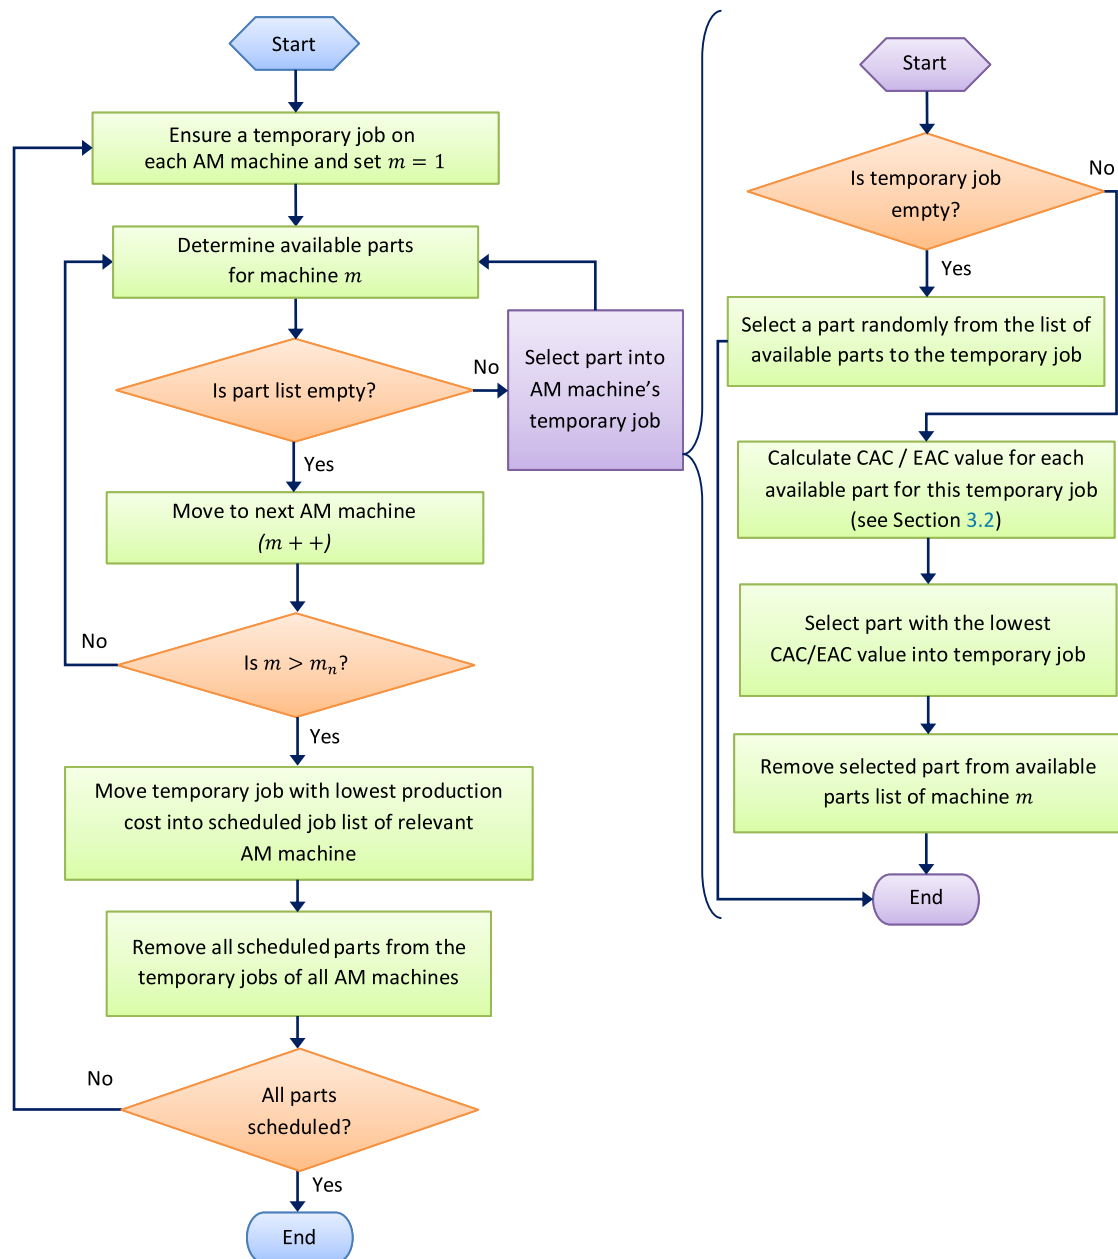 Start
Ensure a temporary job on
each AM machine and set m = 1
Determine available parts
for machine m
Is part list empty?
No
Select part into
AM machine's
temporary job
Yes
Move to next AM machine
(m + +)
No
Is m > mₙ?
Yes
Move temporary job with lowest production
cost into scheduled job list of relevant
AM machine
Remove all scheduled parts from the
temporary jobs of all AM machines
No
All parts
scheduled?
Yes
End
Start
No
Is temporary job
empty?
Yes
Select a part randomly from the list of
available parts to the temporary job
Calculate CAC / EAC value for each
available part for this temporary job
(see Section 3.2)
Select part with the lowest
CAC/EAC value into temporary job
Remove selected part from available
parts list of machine m
End